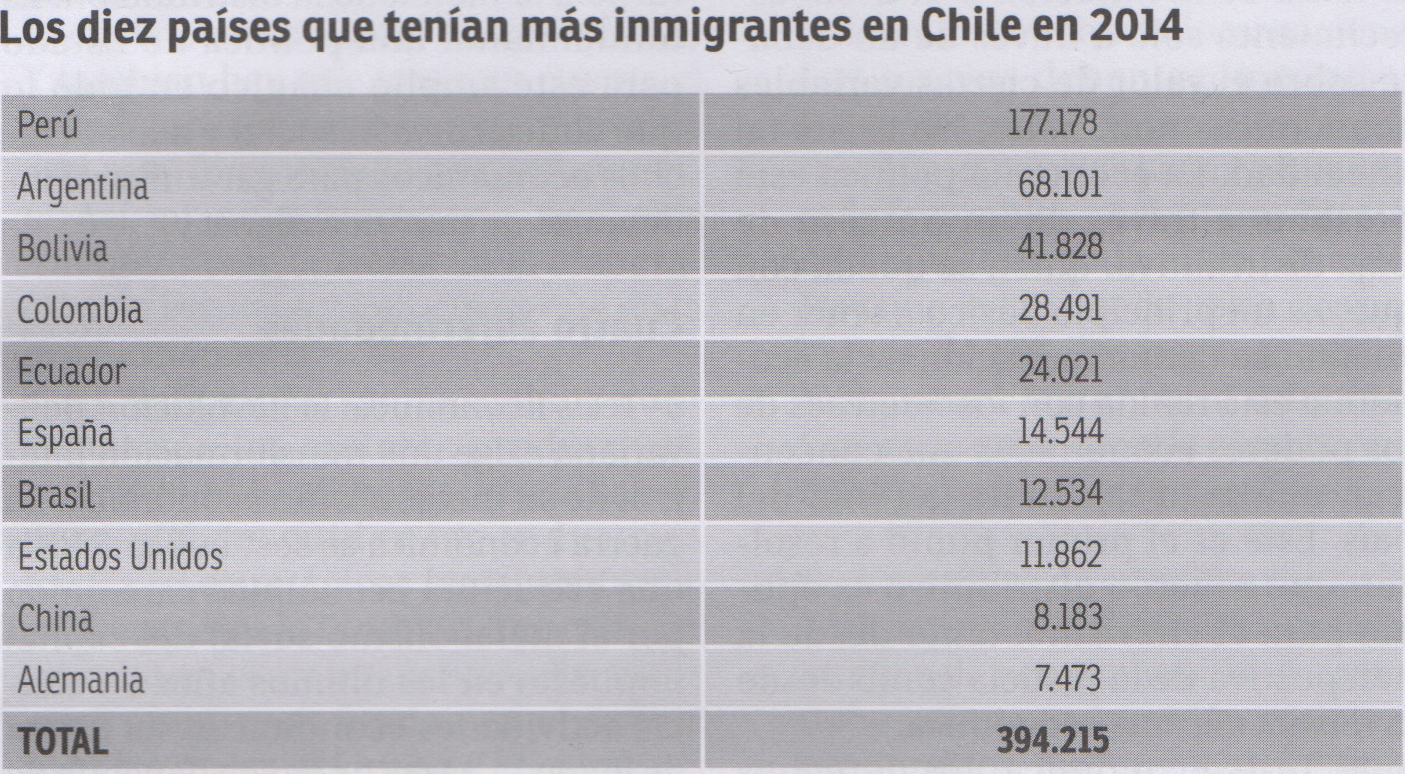 Los diez países que tenían más inmigrantes en Chile en 2014
Perú 177.178
Argentina 68.101
Bolivia 41.828
Colombia 28.491
Ecuador 24.021
España 14.544
Brasil 12.534
Estados Unidos 11.862
China 8.183
Alemania 7.473
TOTAL 394.215